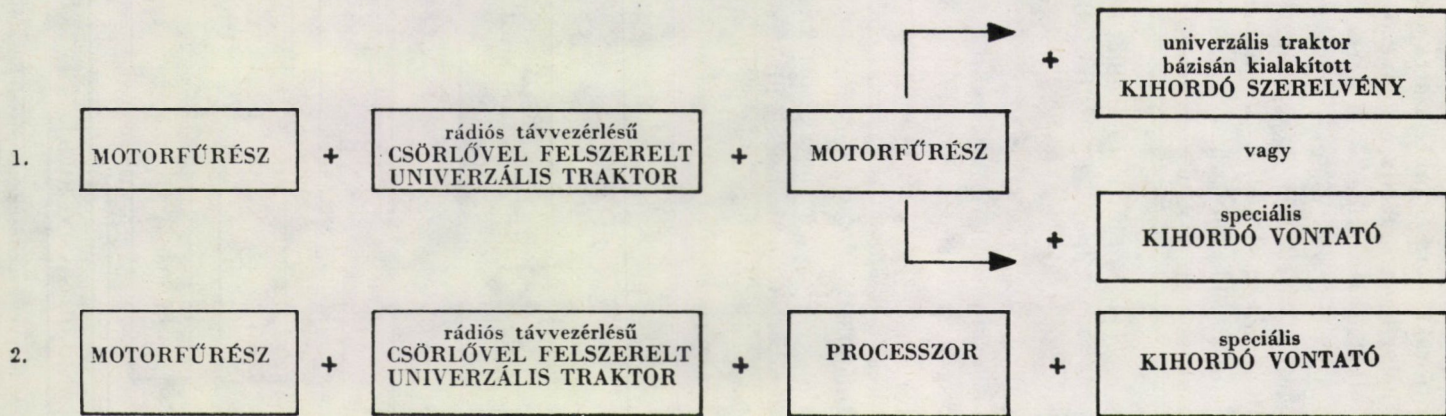 univerzális traktor
bázisán kialakított
KIHORDÓ SZERELVÉNY
1.
MOTORFŰRÉSZ
+
rádiós távvezérlésű
CSÖRLŐVEL FELSZERELT
UNIVERZÁLIS TRAKTOR
+
MOTORFŰRÉSZ
+
vagy
+
speciális
KIHORDÓ VONTATÓ
2.
MOTORFŰRÉSZ
+
rádiós távvezérlésű
CSÖRLŐVEL FELSZERELT
UNIVERZÁLIS TRAKTOR
+
PROCESSZOR
+
speciális
KIHORDÓ VONTATÓ